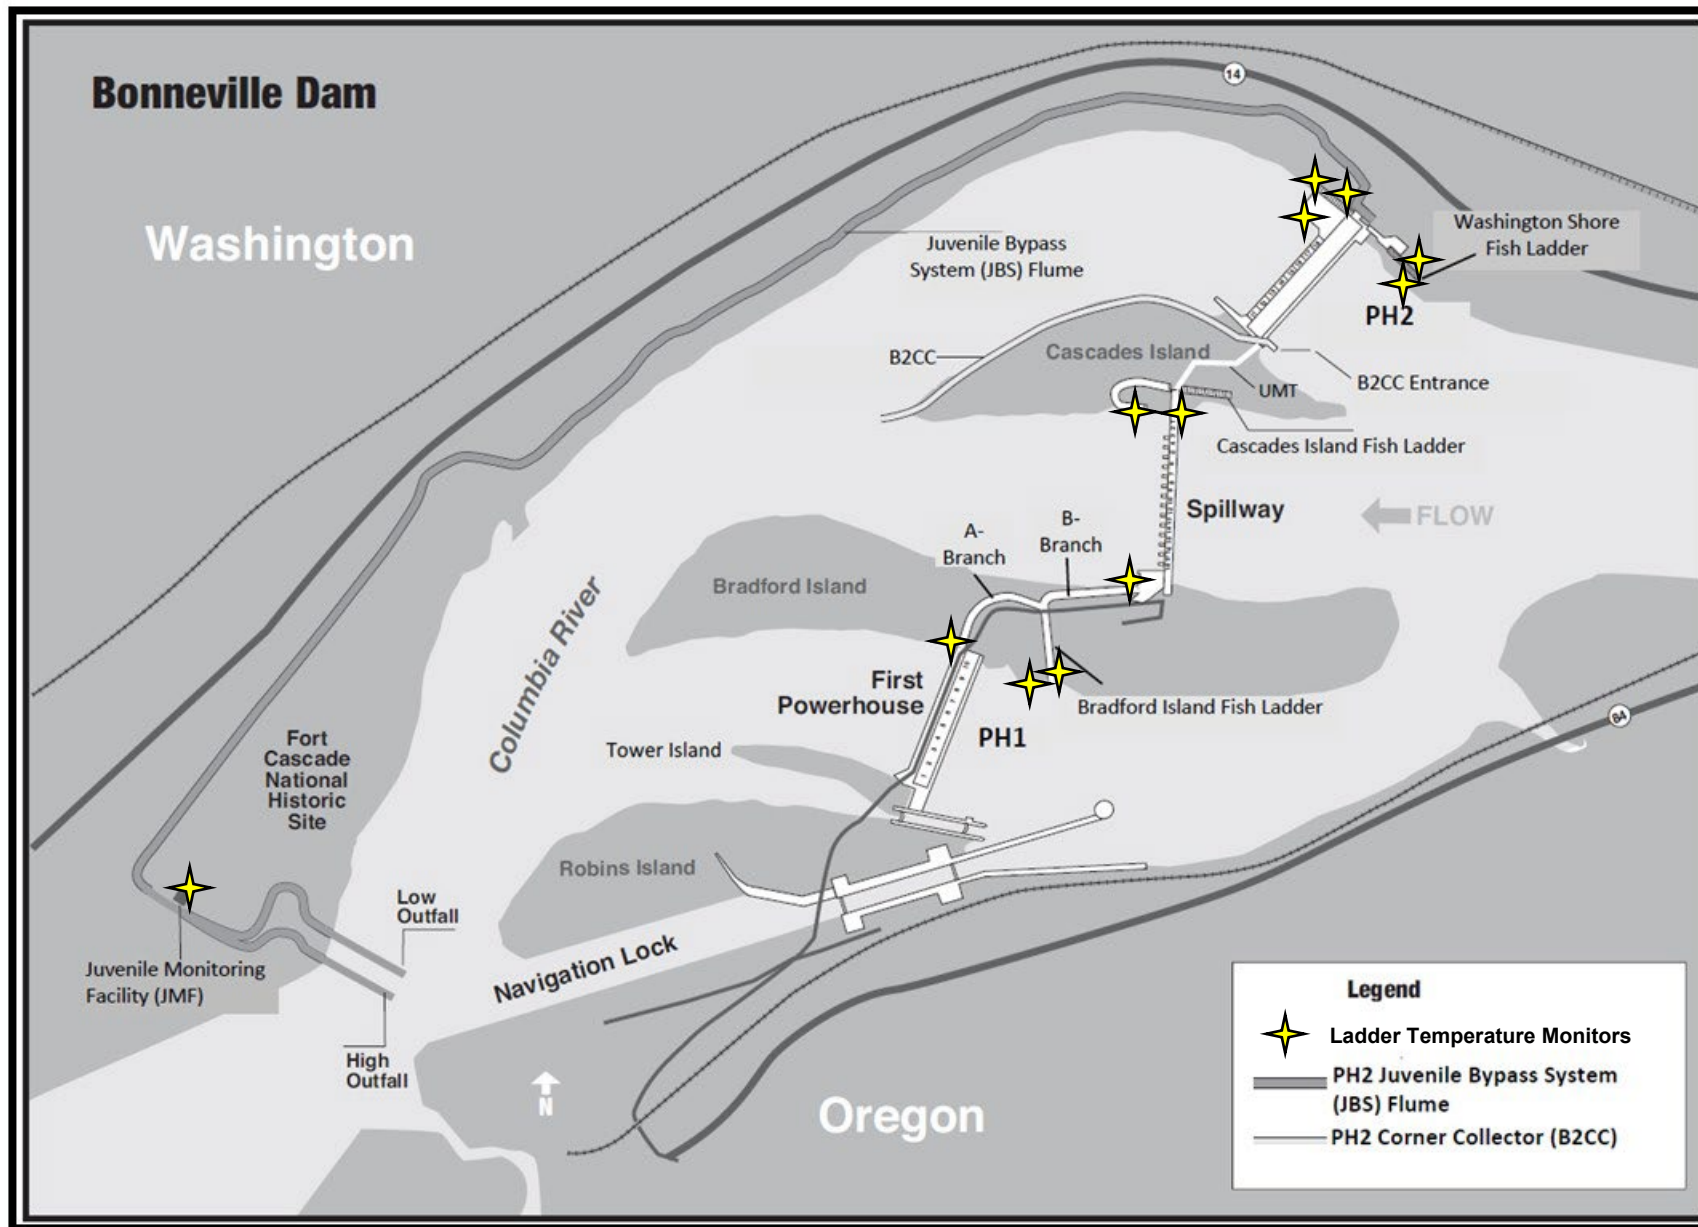 Bonneville Dam
14
Washington
Washington Shore
Fish Ladder
Juvenile Bypass
System (JBS) Flume
PH2
B2CC
Cascades Island
UMT
B2CC Entrance
Cascades Island Fish Ladder
Spillway
FLOW
A-
Branch
B-
Branch
Bradford Island
Columbia River
First
Powerhouse
Bradford Island Fish Ladder
PH1
84
Tower Island
Fort
Cascade
National
Historic
Site
Robins Island
Low
Outfall
Navigation Lock
Juvenile Monitoring
Facility (JMF)
High
Outfall
N
Oregon
Legend
Ladder Temperature Monitors
PH2 Juvenile Bypass System
(JBS) Flume
PH2 Corner Collector (B2CC)